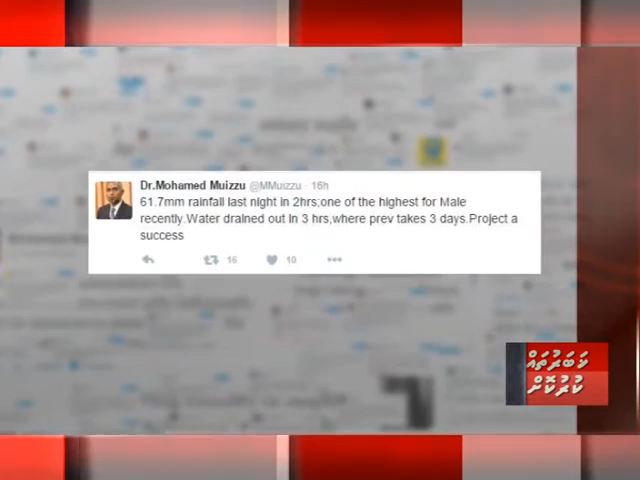 Dr.Mohamed Muizzu @MMuizzu · 16h
61.7mm rainfall last night in 2hrs;one of the highest for Male
recently.Water drained out in 3 hrs,where prev takes 3 days.Project a
success
16 10
ޚަބަރުތައް
ކުރުކޮށް